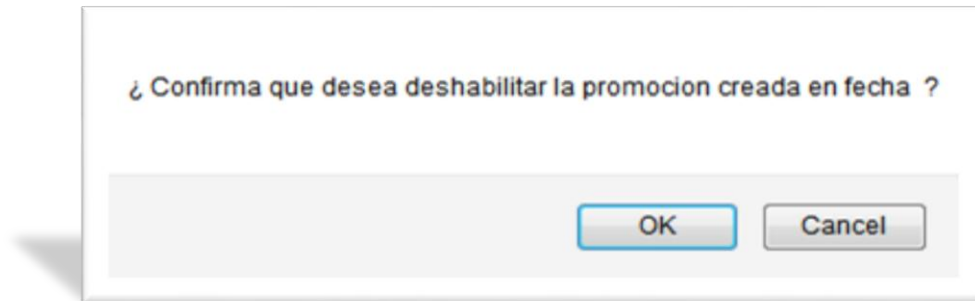 ¿ Confirma que desea deshabilitar la promocion creada en fecha ?
OK
Cancel